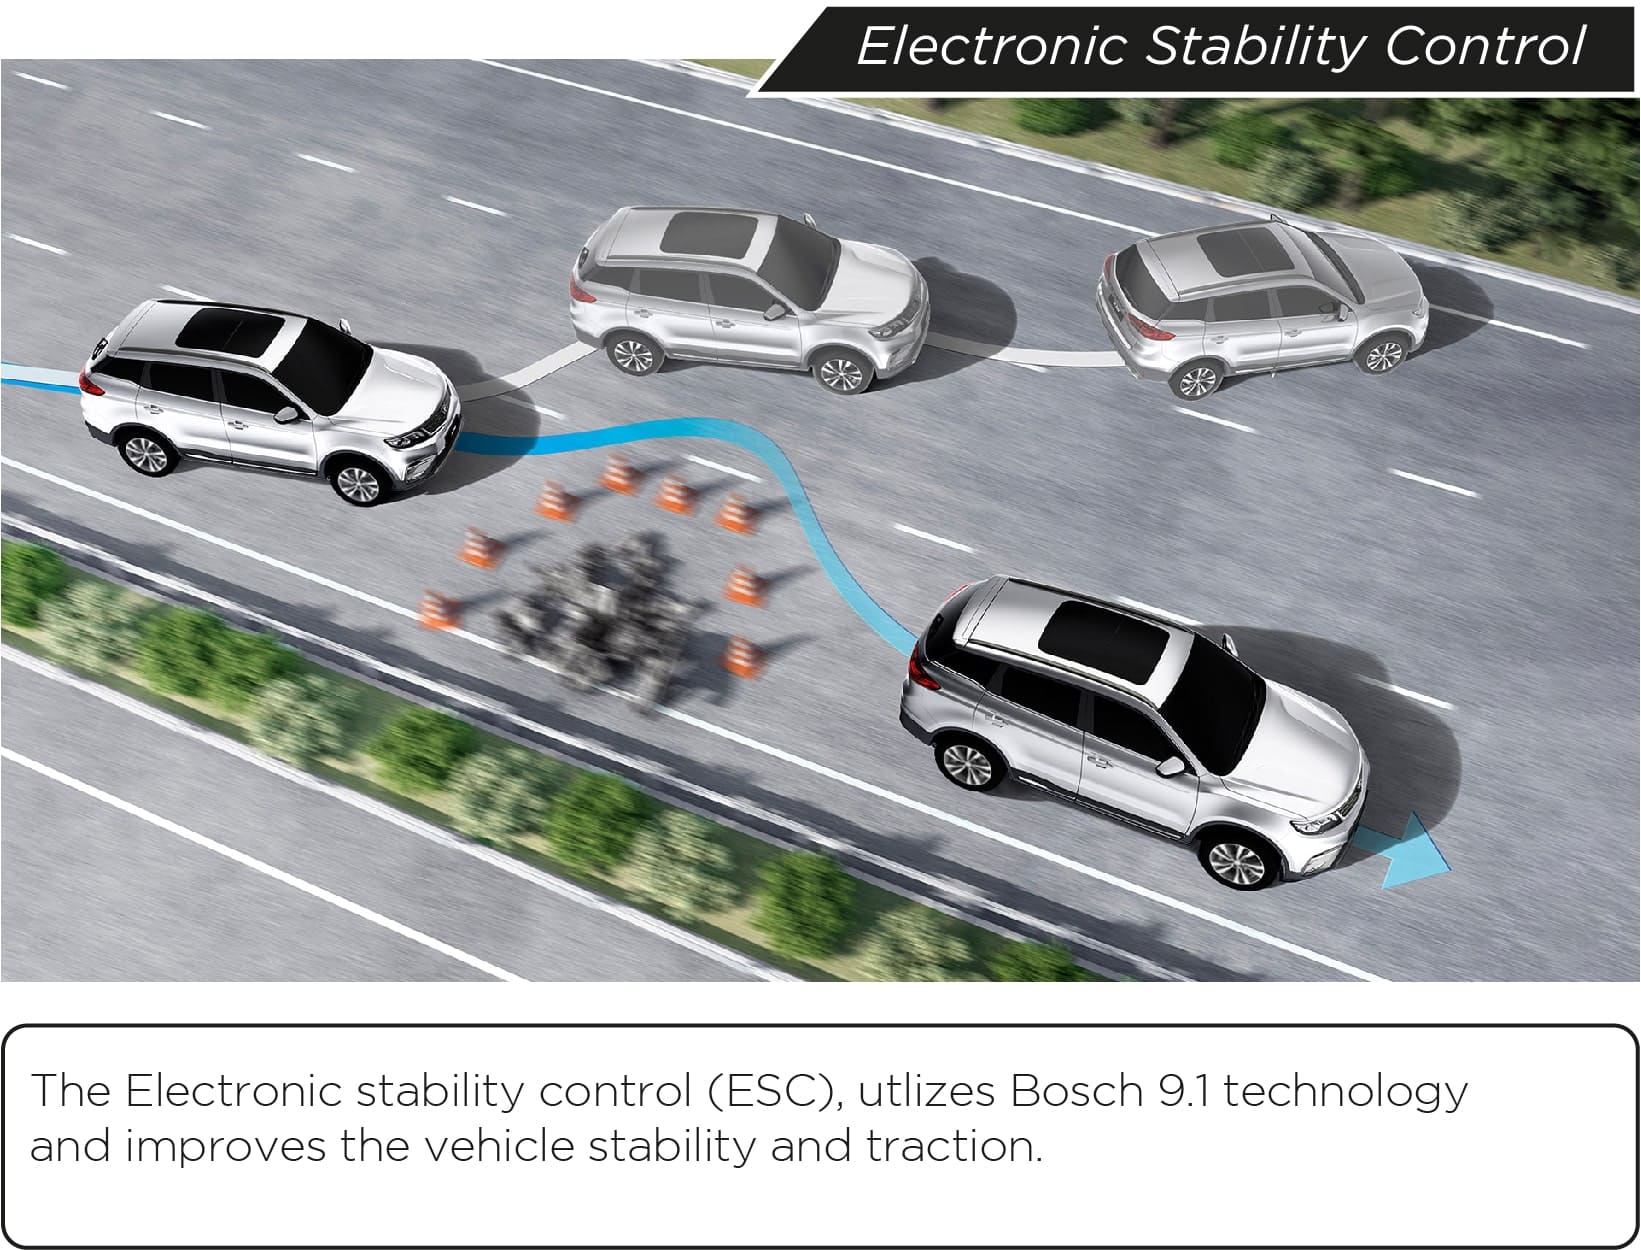 Electronic Stability Control
The Electronic stability control (ESC), utlizes Bosch 9.1 technology
and improves the vehicle stability and traction.